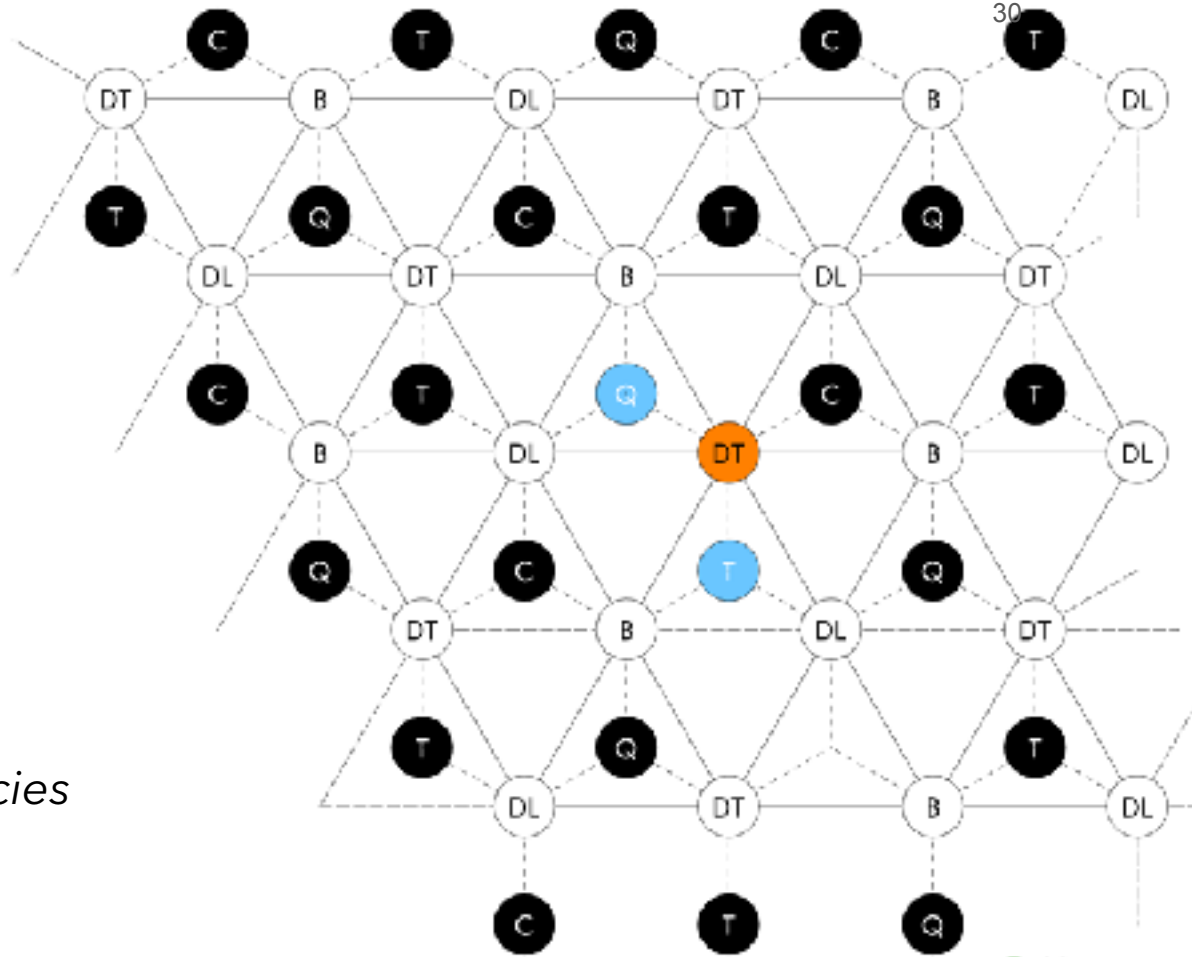 30
C T Q C T
DT B DL DT B DL
T Q C T Q
DL DT B DL DT
C T Q C T
B DL DT B DL
Q C T Q
DT B DL DT
T Q T
cies
DL DT B DL
C T Q